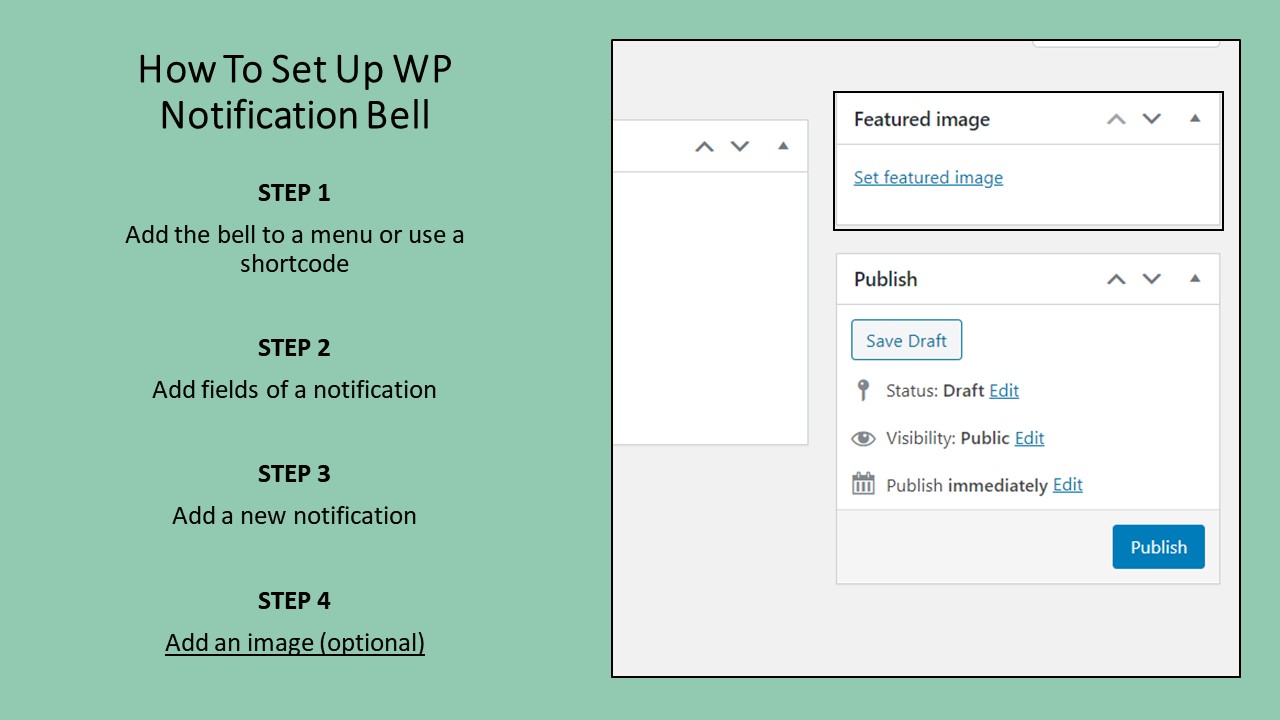 How To Set Up WP
Notification Bell
STEP 1
Add the bell to a menu or use a
shortcode
STEP 2
Add fields of a notification
STEP 3
Add a new notification
STEP 4
Add an image (optional)
Featured image
Set featured image
Publish
Save Draft
Status: Draft Edit
Visibility: Public Edit
Publish immediately Edit
Publish